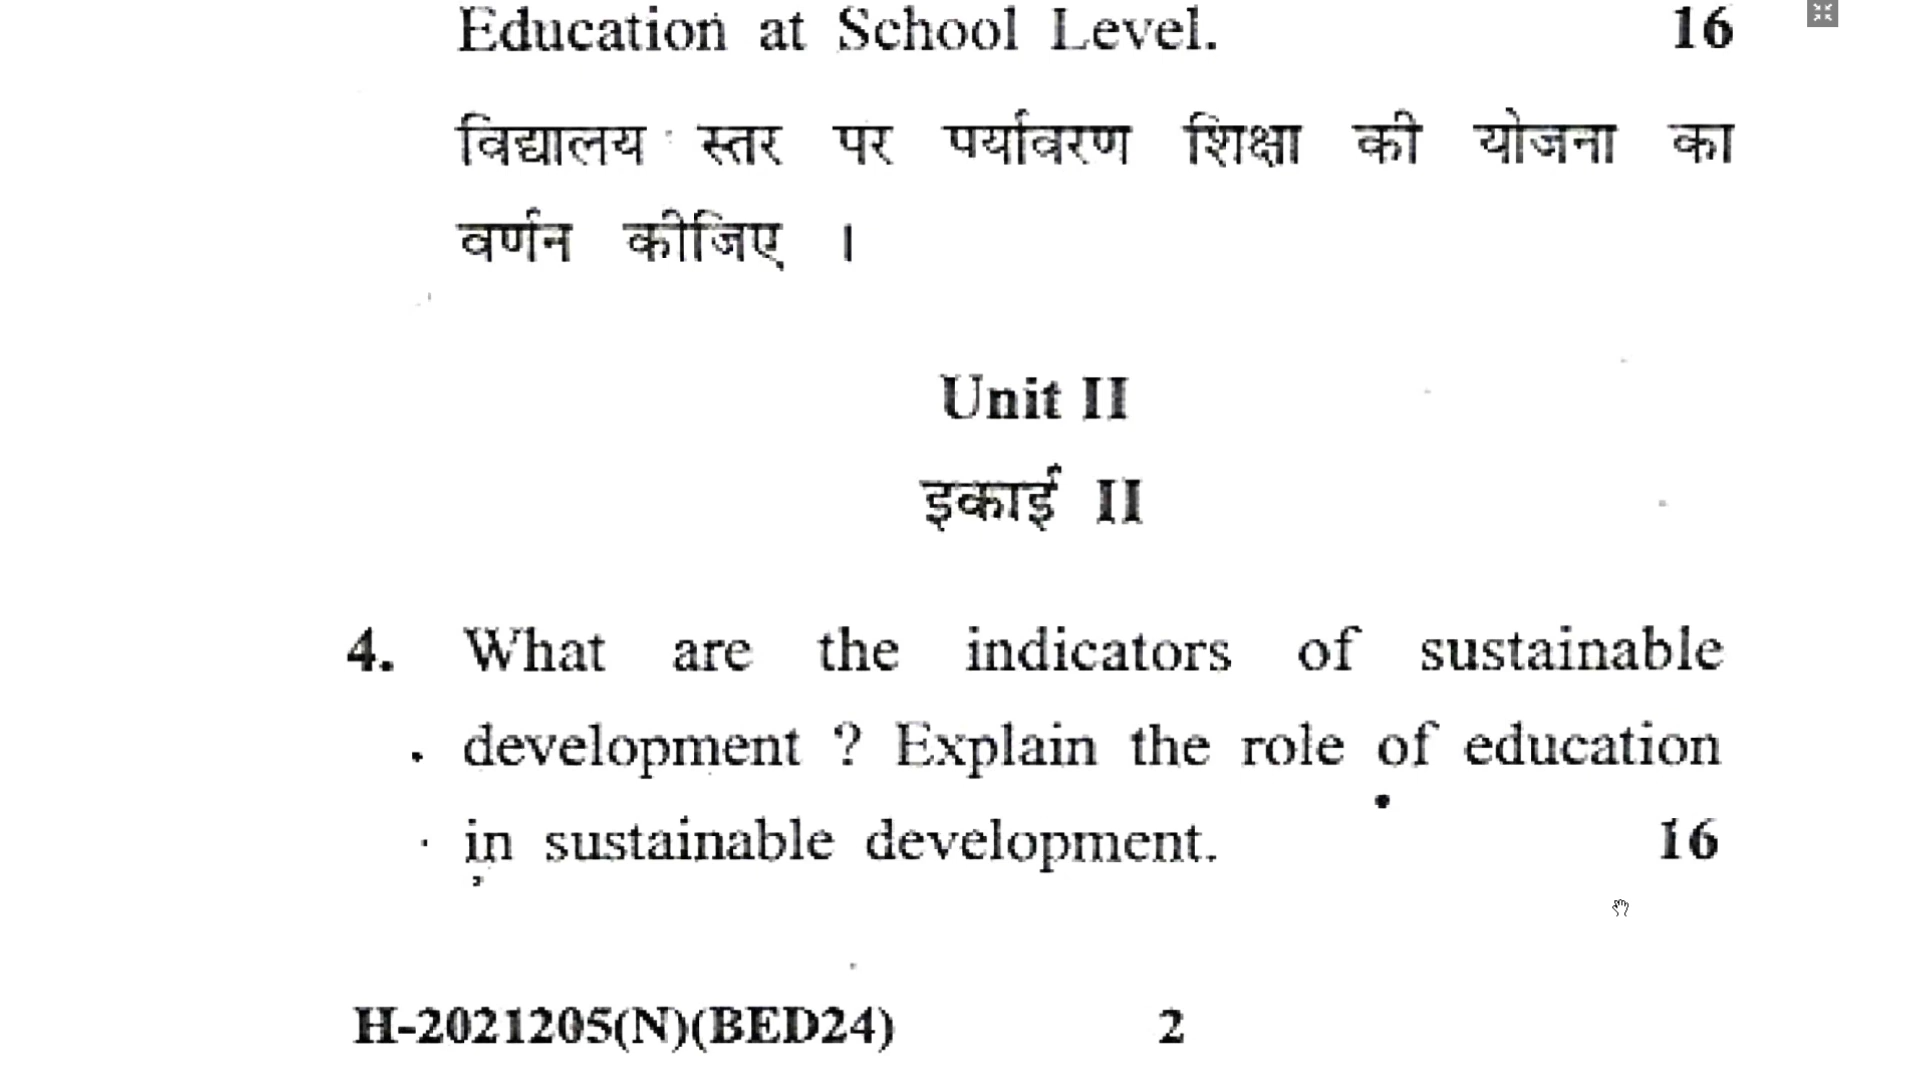 Education at School Level. 16
विद्यालय स्तर पर पर्यावरण शिक्षा की योजना का
वर्णन कीजिए ।
Unit II
इकाई II
4. What are the indicators of sustainable
development ? Explain the role of education
in sustainable development. 16
H-2021205(N)(BED24) 2